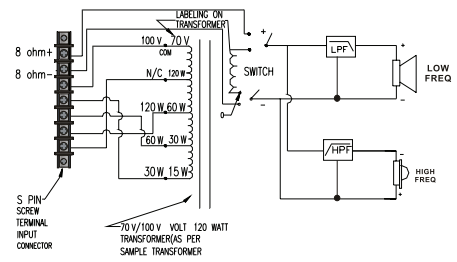 LABELING ON
TRANSFORMER
8 ohm+
8 ohm-
100 V 70 V
COM
N/C 120 W
120 W 60 W
60 W 30 W
30 W 15 W
SWITCH
+
-
0
LPF
+
-
LOW
FREQ
HPF
-
+
HIGH
FREQ
S PIN
SCREW
TERMINAL
INPUT
CONNECTOR
70 V/100 V VOLT 120 WATT
TRANSFORMER(AS PER
SAMPLE TRANSFORMER